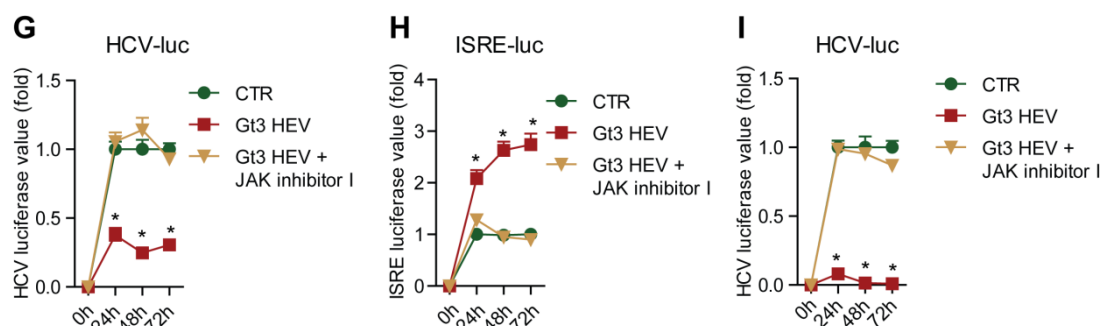 G
HCV-luc
HCV luciferase value (fold)
1.5
1.0
0.5
0.0
0h
24h
48h
72h
*
*
*
CTR
Gt3 HEV
Gt3 HEV +
JAK inhibitor I
H
ISRE-luc
ISRE luciferase value (fold)
4
3
2
1
0
0h
24h
48h
72h
*
*
*
CTR
Gt3 HEV
Gt3 HEV +
JAK inhibitor I
I
HCV-luc
HCV luciferase value (fold)
1.5
1.0
0.5
0.0
0h
24h
48h
72h
*
*
*
CTR
Gt3 HEV
Gt3 HEV +
JAK inhibitor I